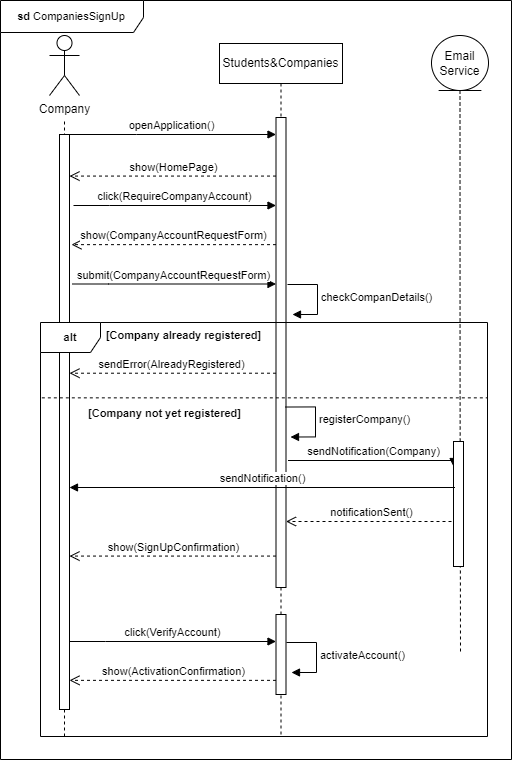 sd CompaniesSignUp
Company
Students&Companies
Email
Service
openApplication()
show(HomePage)
click(RequireCompanyAccount)
show(CompanyAccountRequestForm)
submit(CompanyAccountRequestForm)
checkCompanDetails()
alt
[Company already registered]
sendError(AlreadyRegistered)
[Company not yet registered]
registerCompany()
sendNotification(Company)
sendNotification()
notificationSent()
show(SignUpConfirmation)
click(VerifyAccount)
activateAccount()
show(ActivationConfirmation)